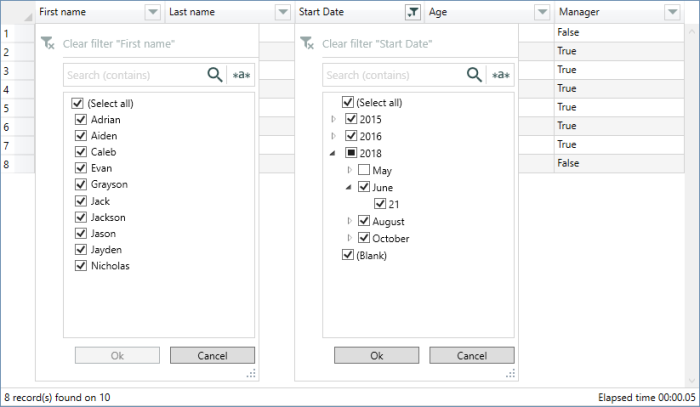 First name Last name Start Date Age Manager
1 False
2 True
3 True
4 True
5 True
6 True
7 True
8 False
Clear filter "First name"
Search (contains) *a*
(Select all)
Adrian
Aiden
Caleb
Evan
Grayson
Jack
Jackson
Jason
Jayden
Nicholas
Ok Cancel
Clear filter "Start Date"
Search (contains) *a*
(Select all)
2015
2016
2018
May
June
21
August
October
(Blank)
Ok Cancel
8 record(s) found on 10 Elapsed time 00:00.05